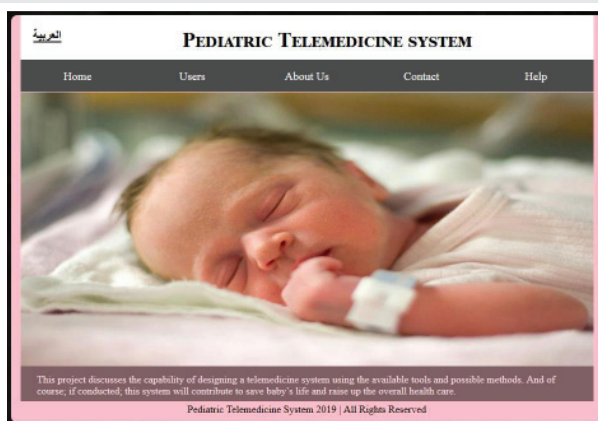 العربية
PEDIATRIC TELEMEDICINE SYSTEM
Home Users About Us Contact Help
This project discusses the capability of designing a telemedicine system using the available tools and possible methods. And of
course; if conducted; this system will contribute to save baby's life and raise up the overall health care.
Pediatric Telemedicine System 2019 | All Rights Reserved